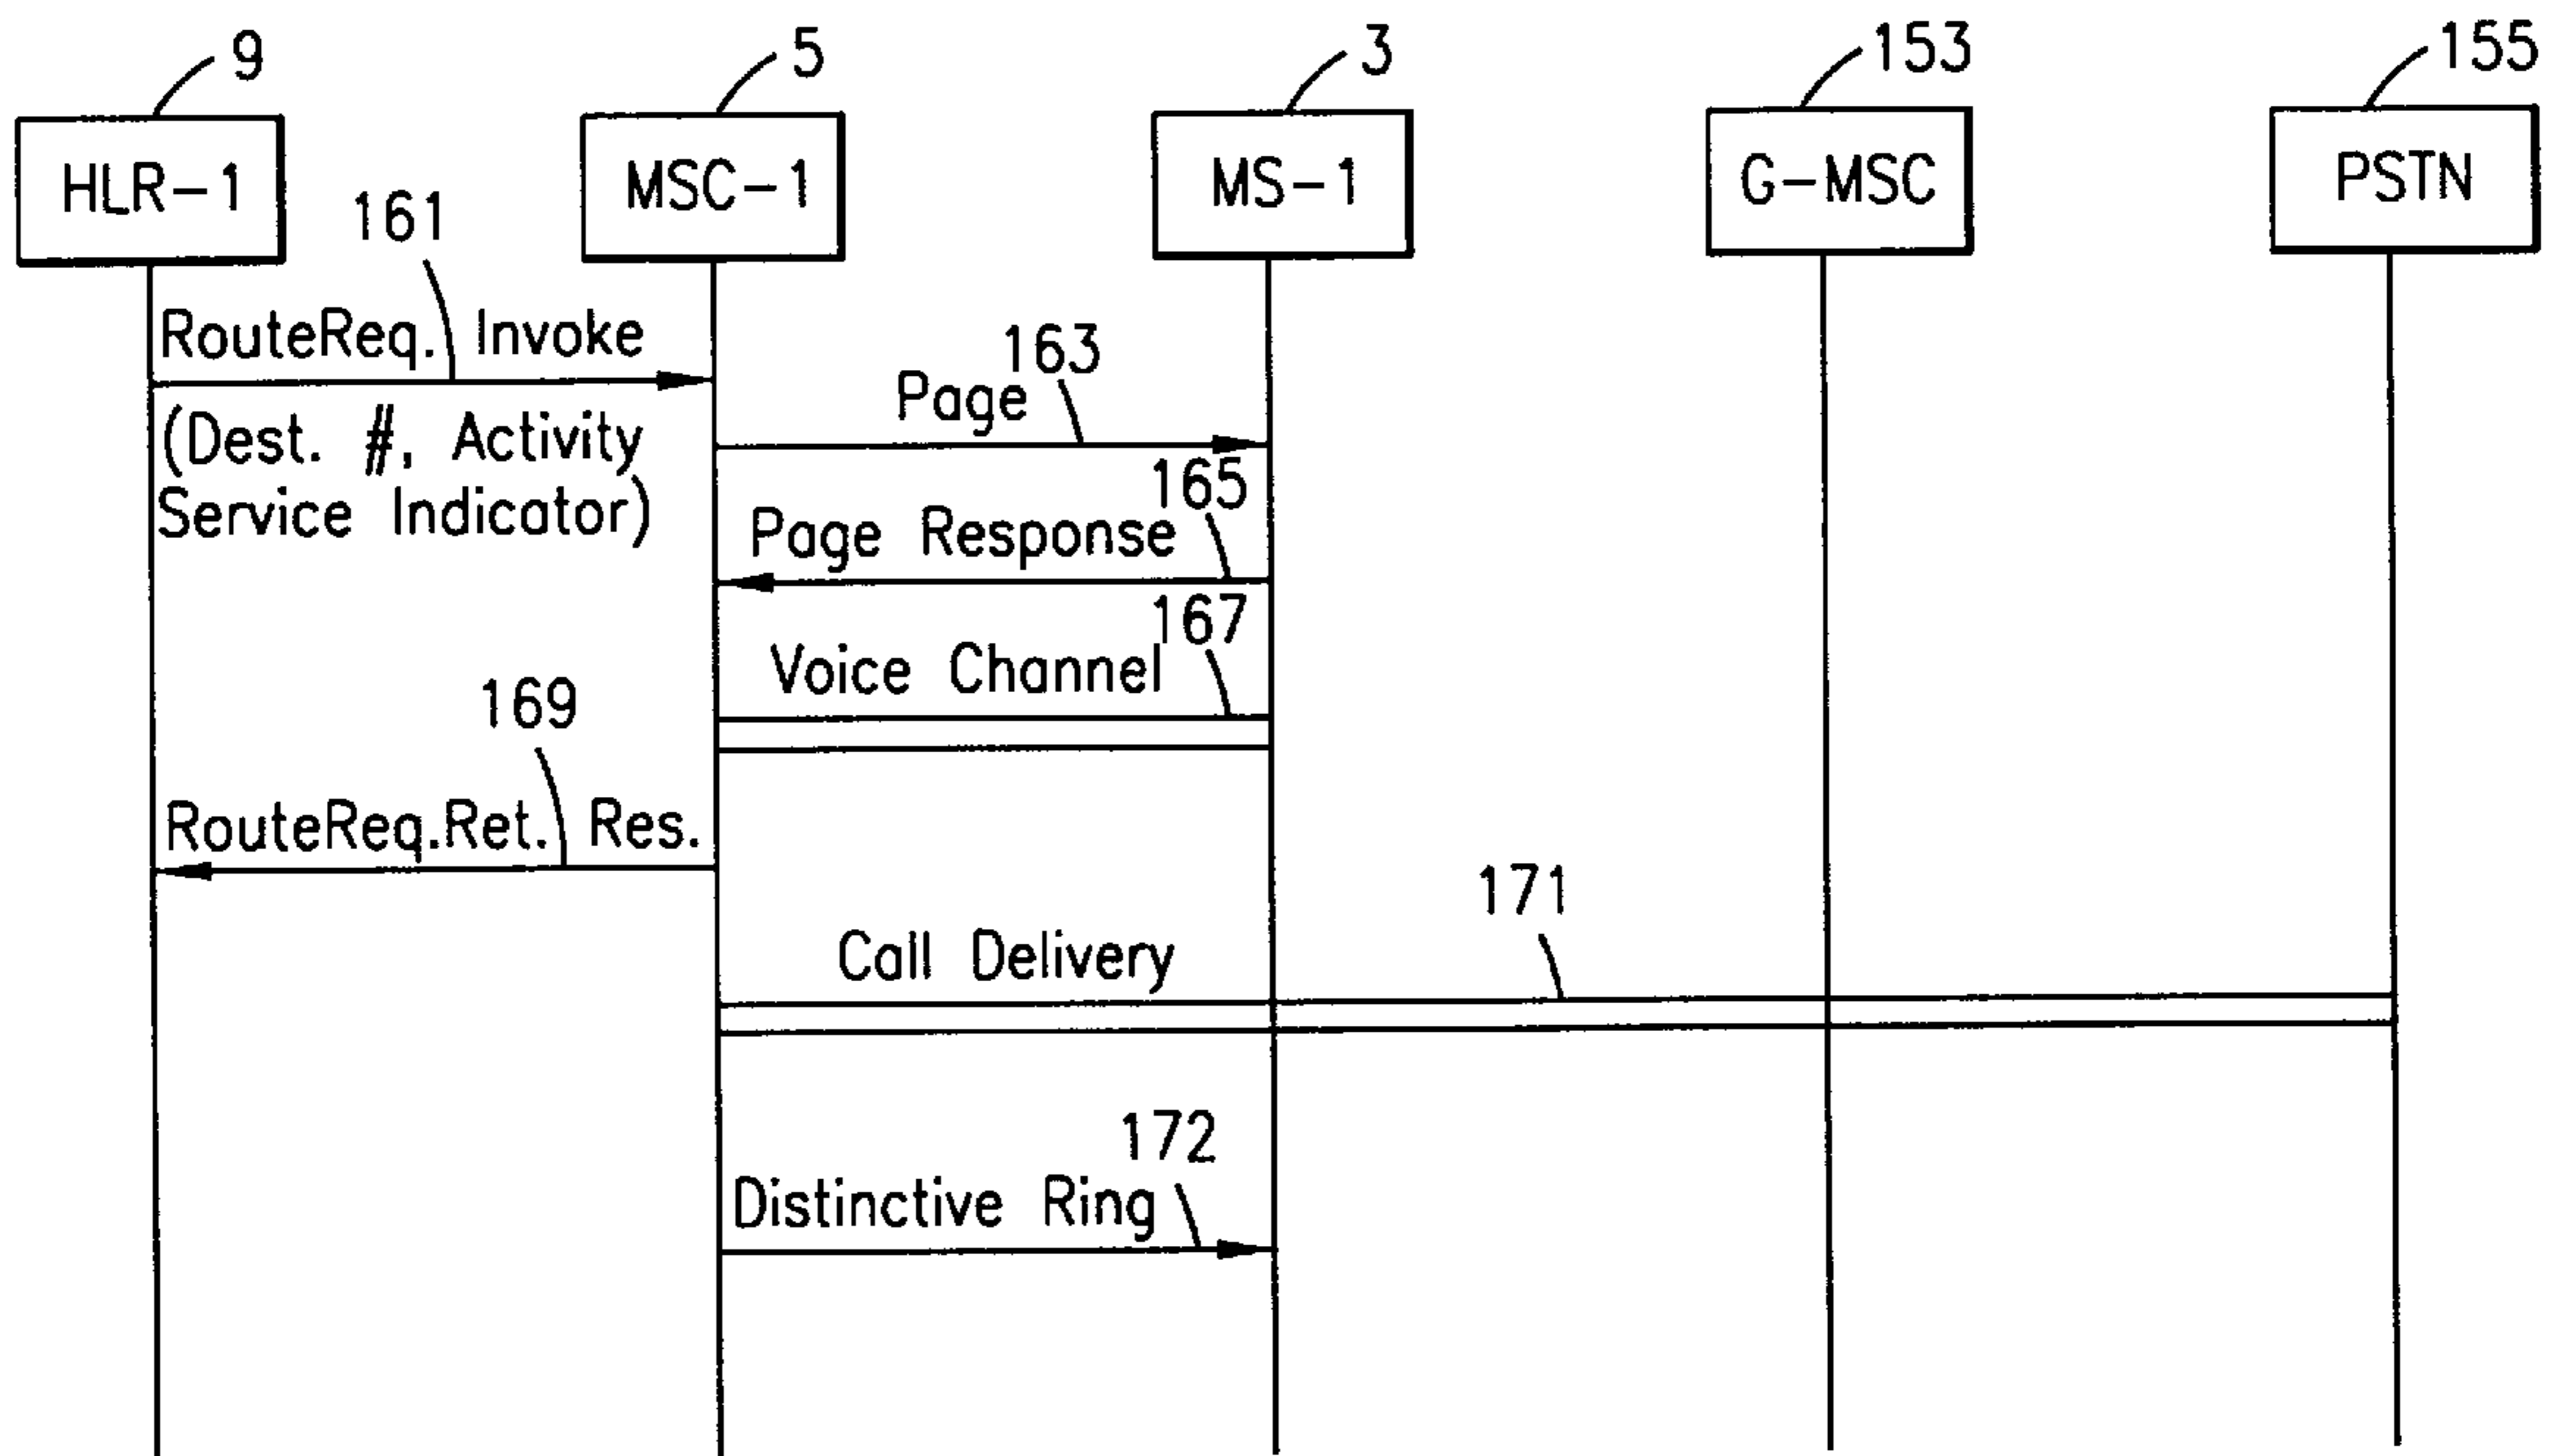 9
5
3
153
155
HLR-1
MSC-1
MS-1
G-MSC
PSTN
161
RouteReq. Invoke
(Dest. #, Activity
Service Indicator)
163
Page
165
Page Response
167
Voice Channel
169
RouteReq.Ret. Res.
171
Call Delivery
172
Distinctive Ring